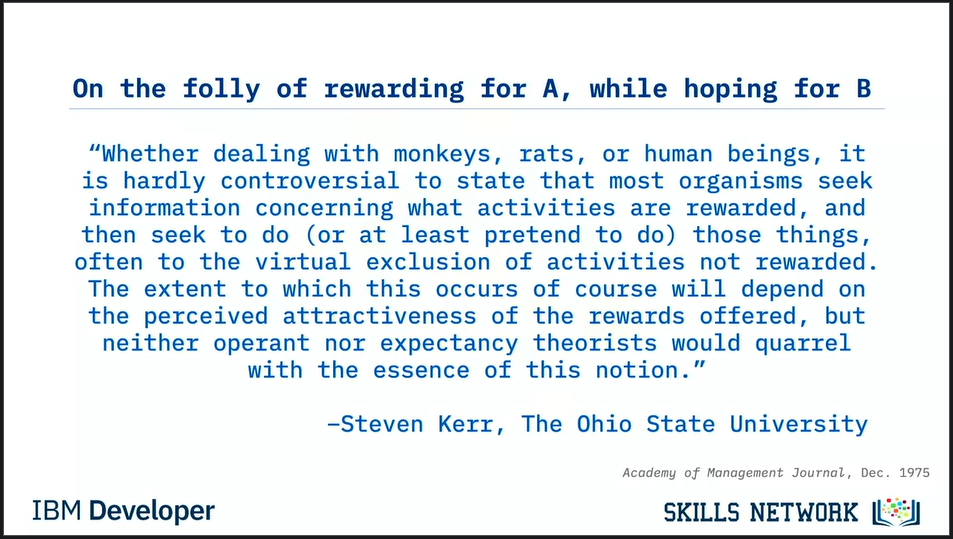 On the folly of rewarding for A, while hoping for B
“Whether dealing with monkeys, rats, or human beings, it
is hardly controversial to state that most organisms seek
information concerning what activities are rewarded, and
then seek to do (or at least pretend to do) those things,
often to the virtual exclusion of activities not rewarded.
The extent to which this occurs of course will depend on
the perceived attractiveness of the rewards offered, but
neither operant nor expectancy theorists would quarrel
with the essence of this notion.”
–Steven Kerr, The Ohio State University
Academy of Management Journal, Dec. 1975
IBM Developer
SKILLS NETWORK